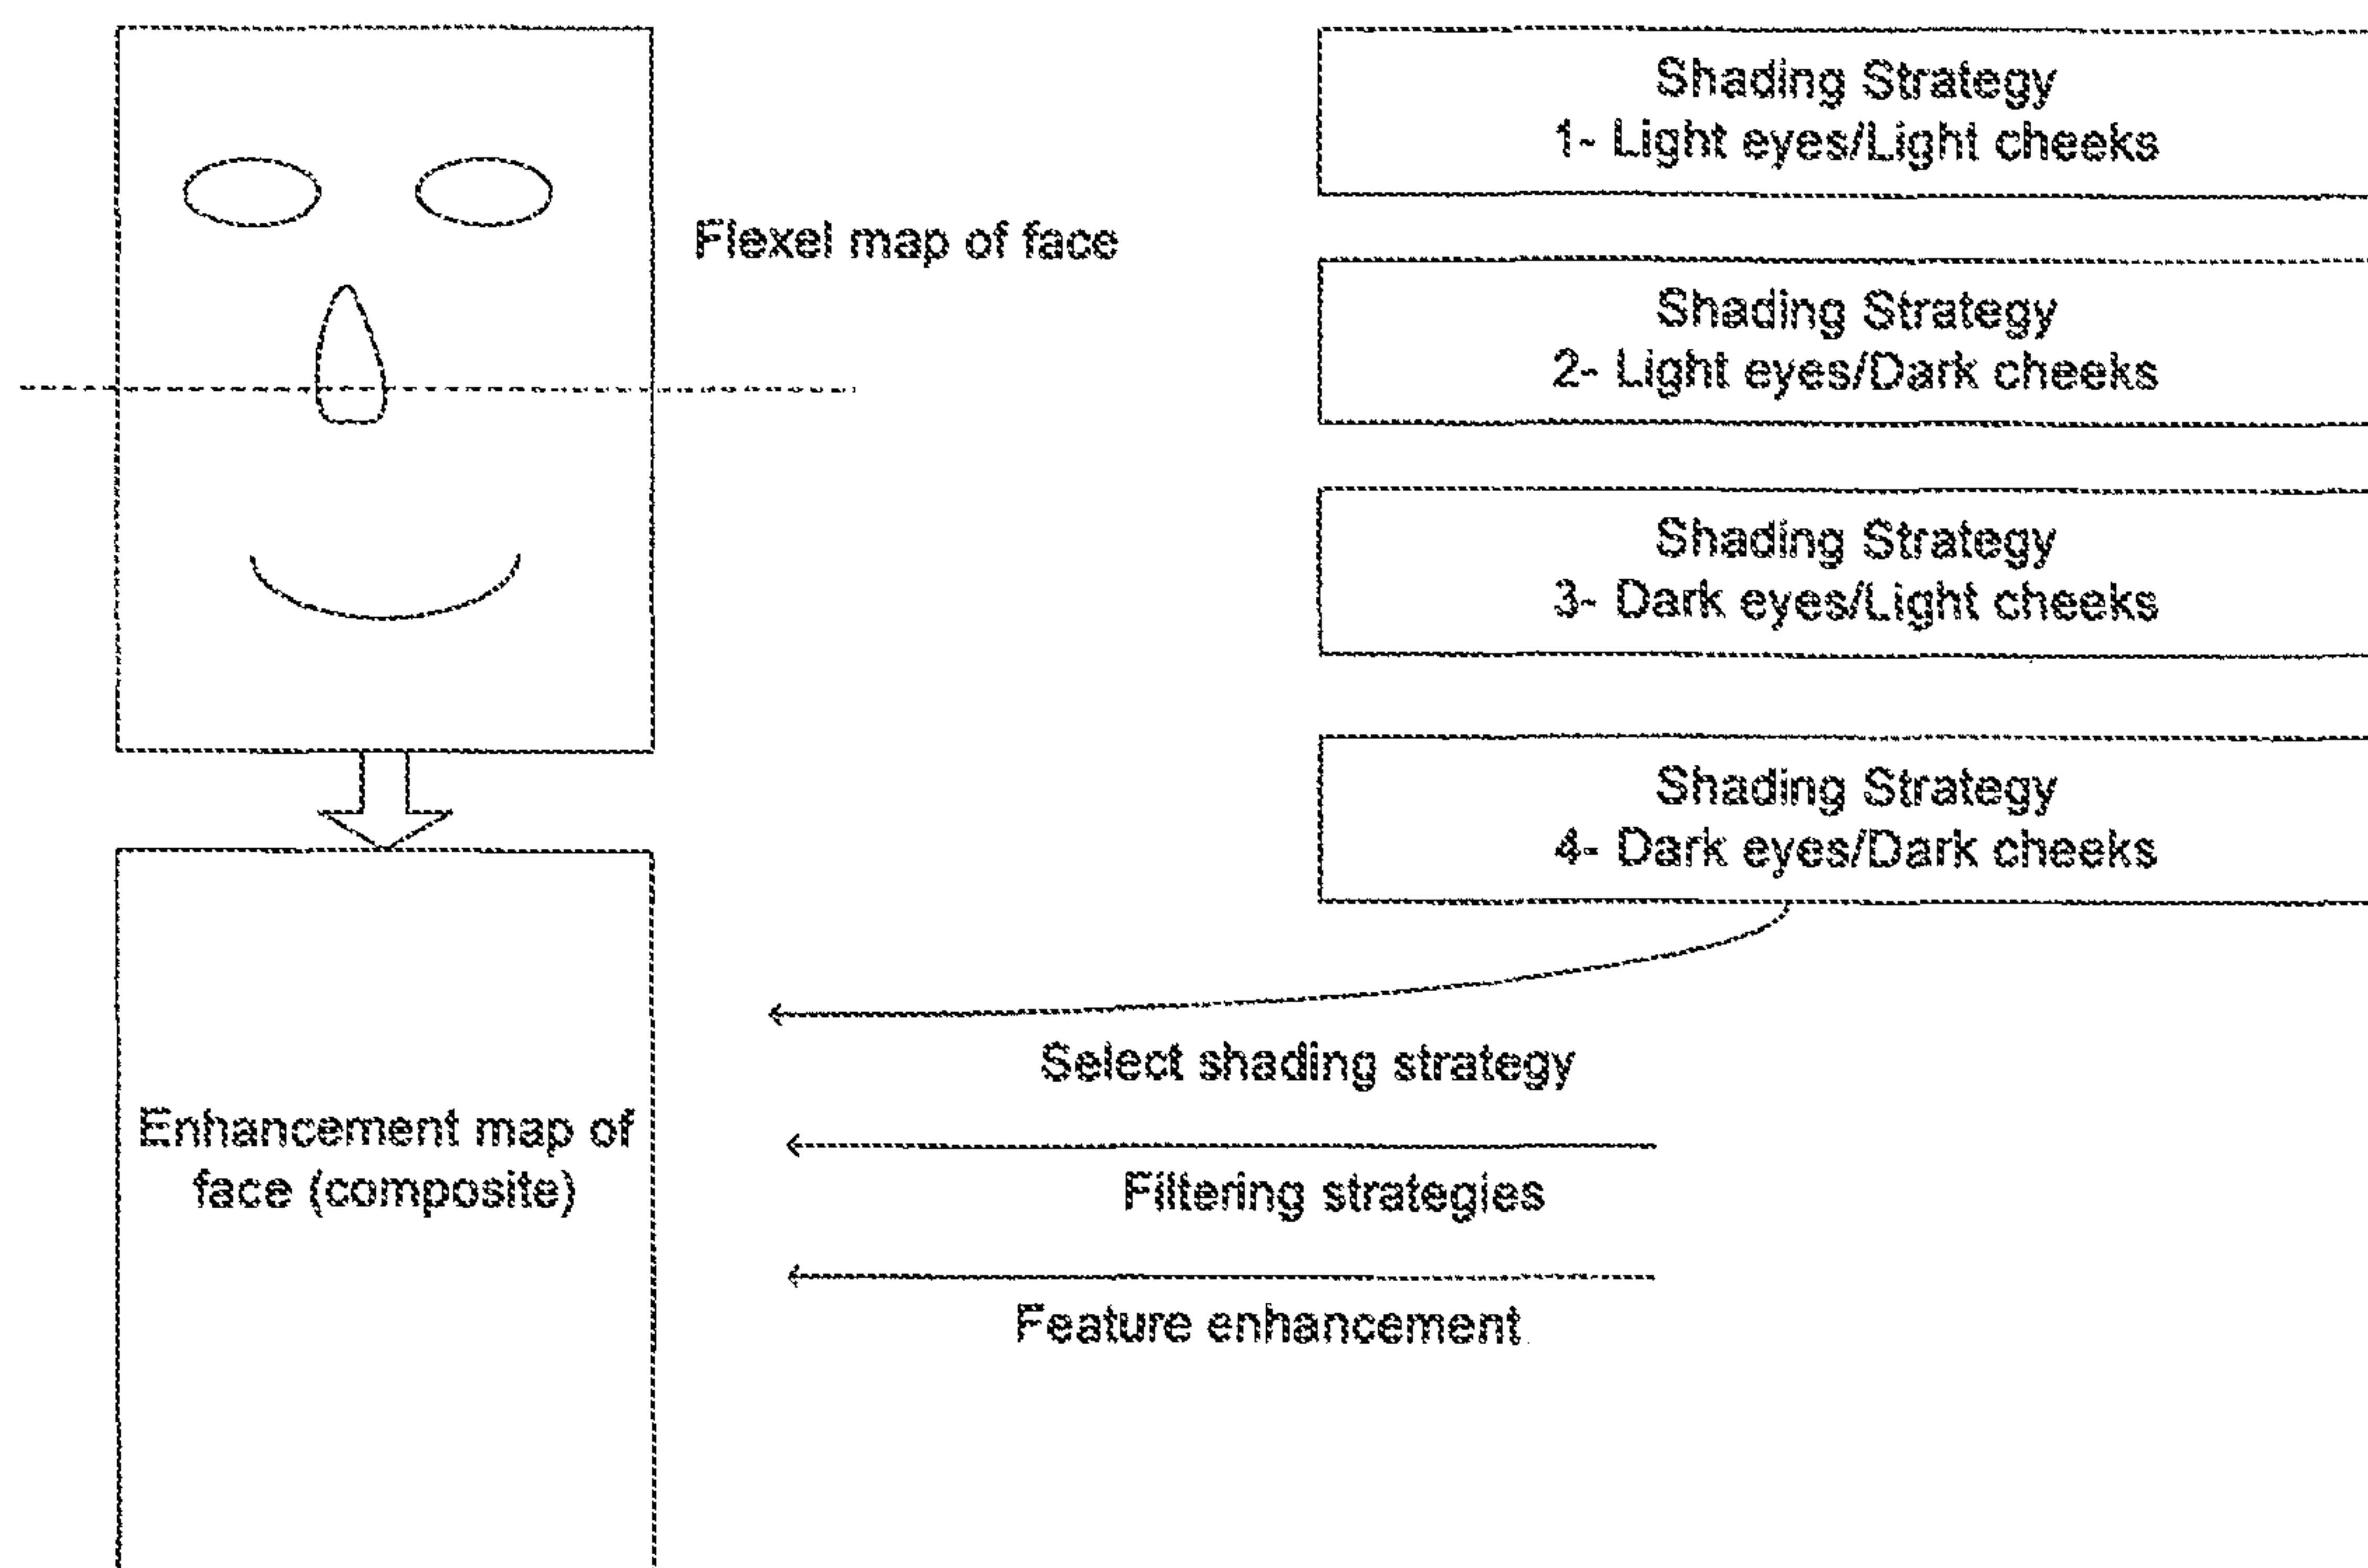 Flexel map of face
Shading Strategy
1- Light eyes/Light cheeks
Shading Strategy
2- Light eyes/Dark cheeks
Shading Strategy
3- Dark eyes/Light cheeks
Shading Strategy
4- Dark eyes/Dark cheeks
Select shading strategy
Enhancement map of
face (composite)
Filtering strategies
Feature enhancement